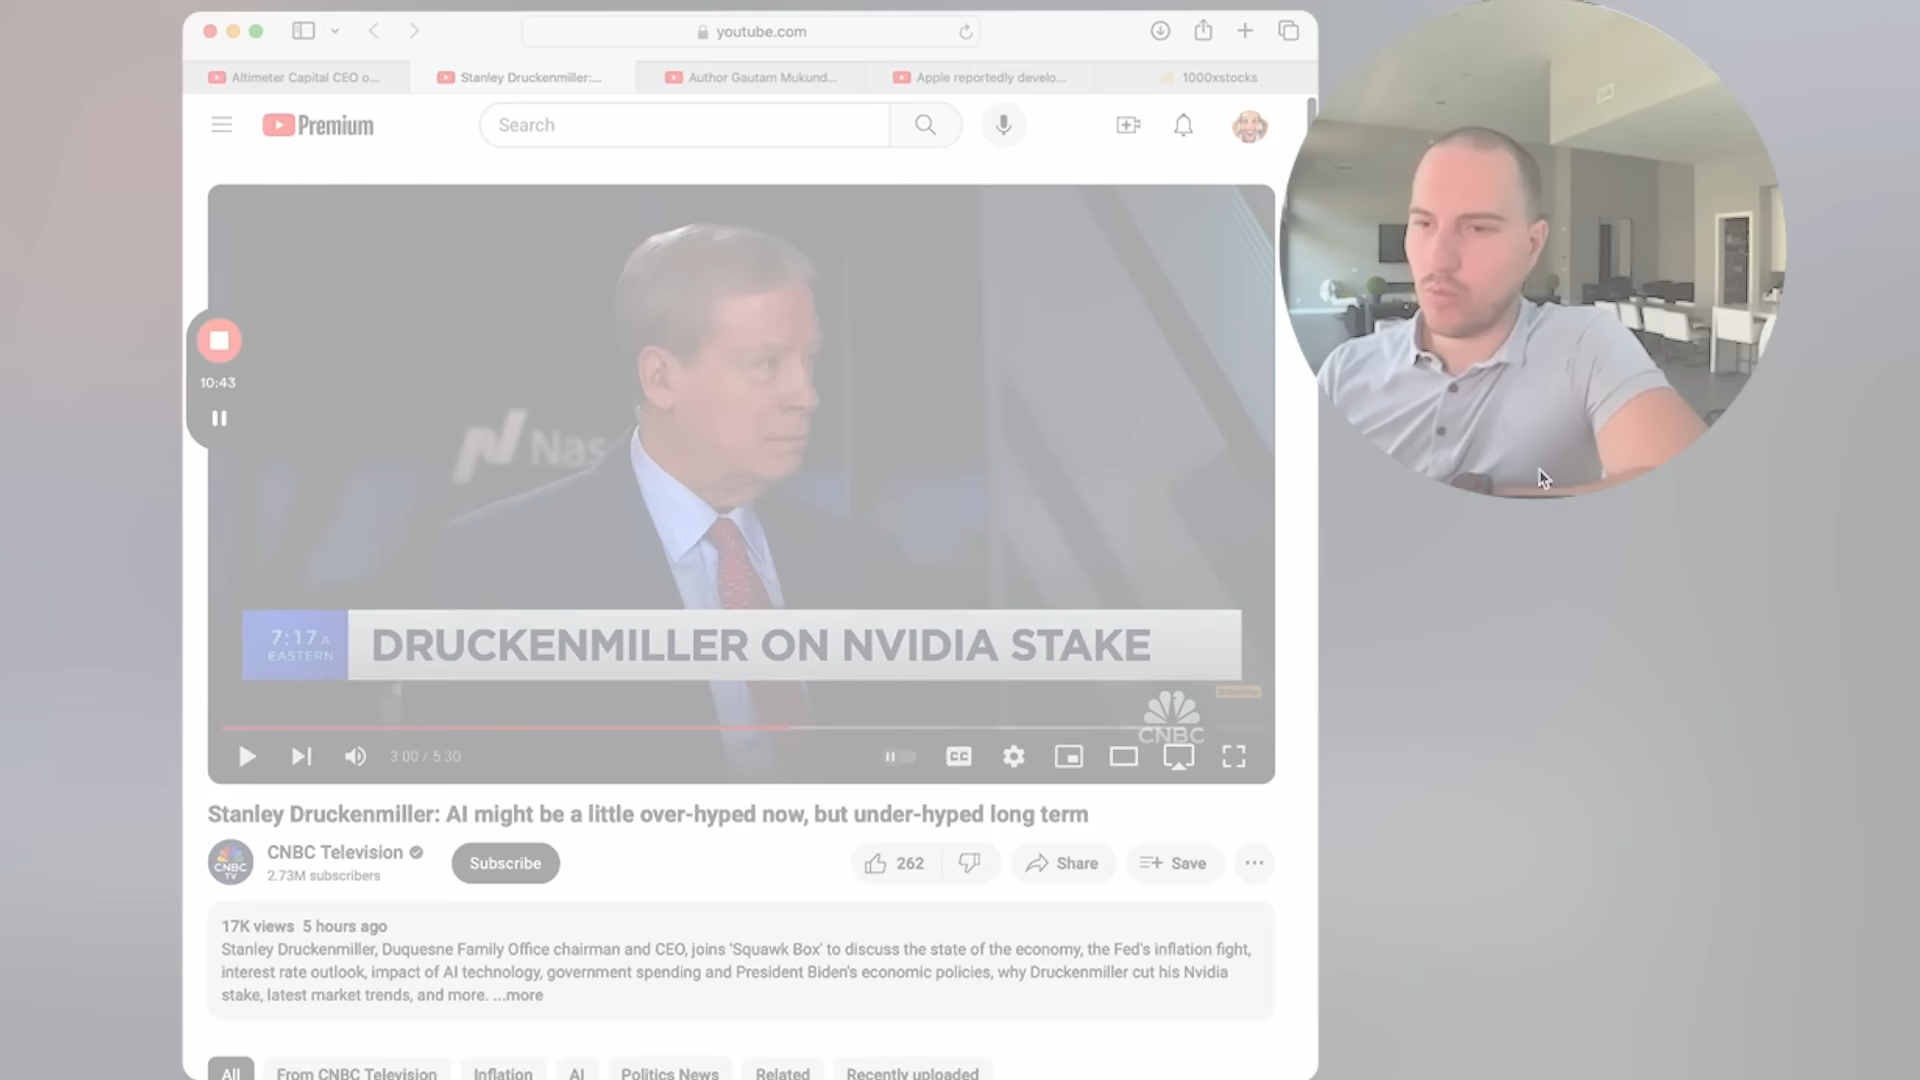 youtube.com
Altimeter Capital CEO o...
Stanley Druckenmiller:...
Author Gautam Mukund...
Apple reportedly develo...
1000xstocks
Premium
Search
10:43
Nas
7:17 A
EASTERN
DRUCKENMILLER ON NVIDIA STAKE
Subscribe
CNBC
3:00 / 5:30
CC
Stanley Druckenmiller: AI might be a little over-hyped now, but under-hyped long term
CNBC
TV
CNBC Television
2.73M subscribers
Subscribe
262
Share
Save
17K views 5 hours ago
Stanley Druckenmiller, Duquesne Family Office chairman and CEO, joins 'Squawk Box' to discuss the state of the economy, the Fed's inflation fight,
interest rate outlook, impact of AI technology, government spending and President Biden's economic policies, why Druckenmiller cut his Nvidia
stake, latest market trends, and more. ...more
All
From CNBC Television
Inflation
AI
Politics News
Related
Recently uploaded